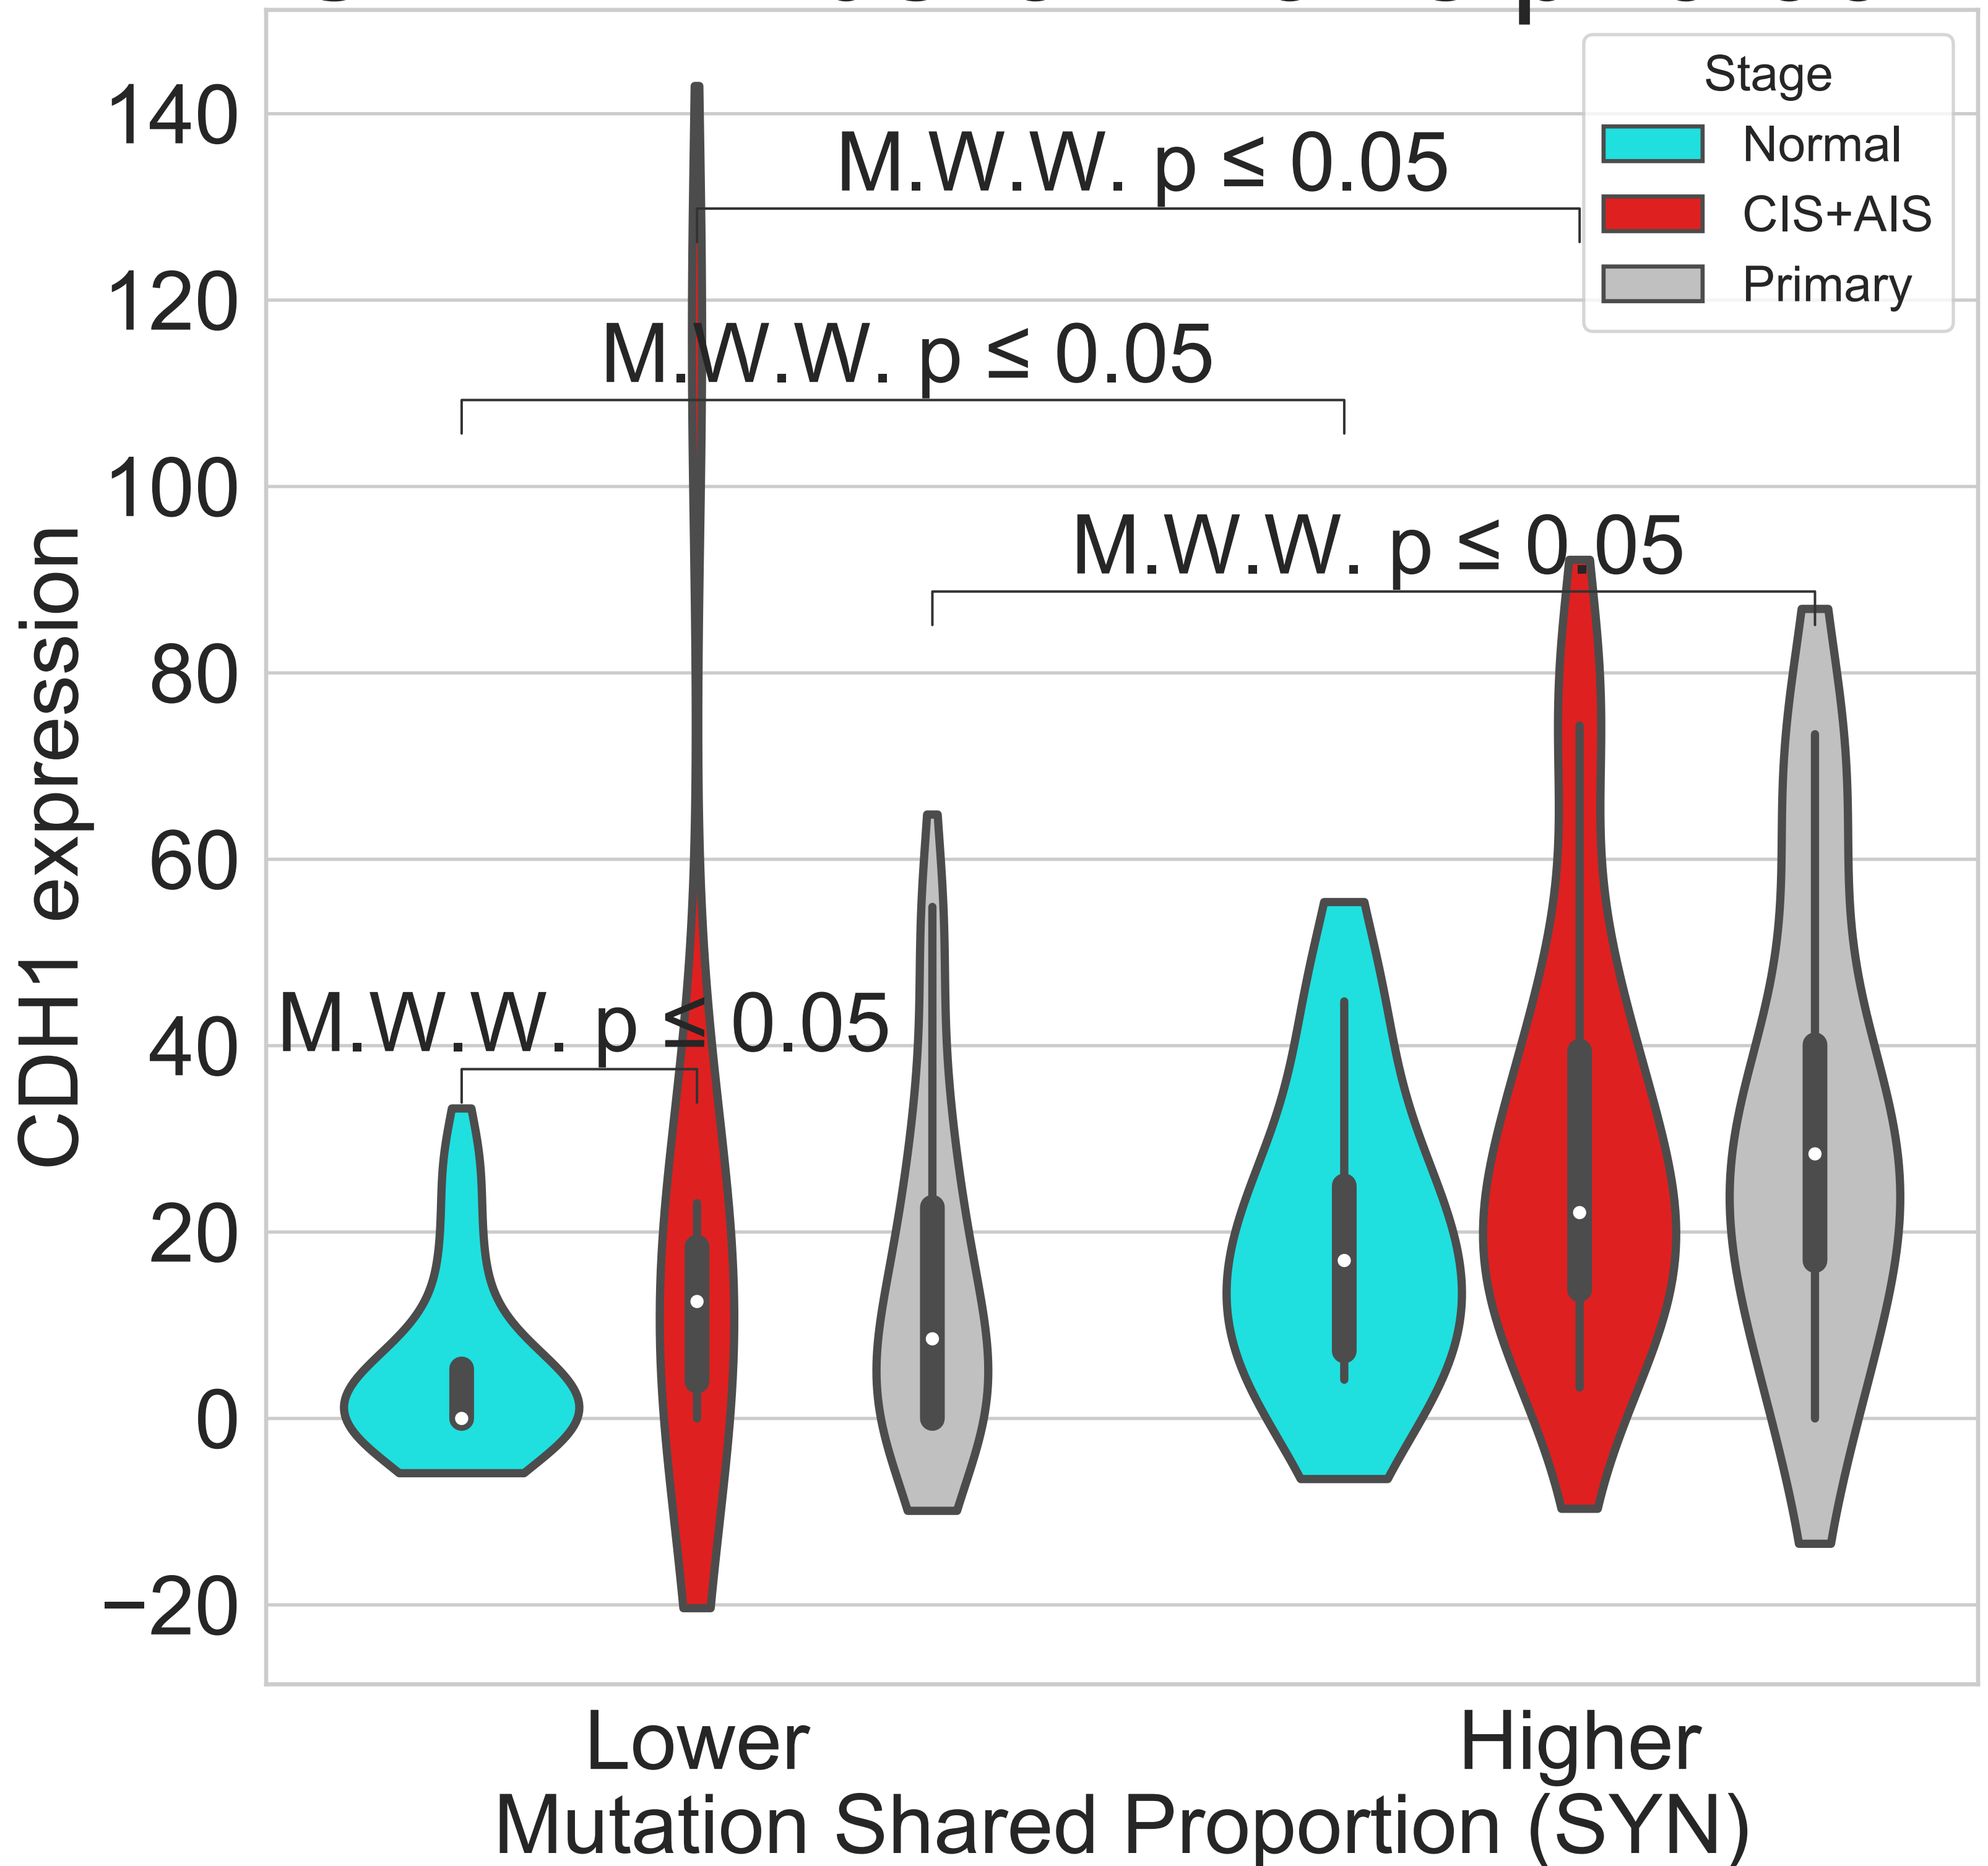 Stage
Normal
CIS+AIS
Primary
140
120
100
80
60
40
20
0
−20
CDH1 expression
M.W.W. p ≤ 0.05
M.W.W. p ≤ 0.05
M.W.W. p ≤ 0.05
M.W.W. p ≤ 0.05
Lower
Higher
Mutation Shared Proportion (SYN)